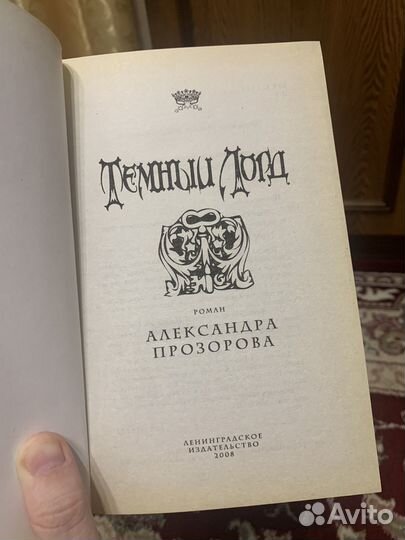 ТЕМНЫЙ ЛОРД
РОМАН
АЛЕКСАНДРА
ПРОЗОРОВА
ЛЕНИНГРАДСКОЕ
ИЗДАТЕЛЬСТВО
2008
Avito